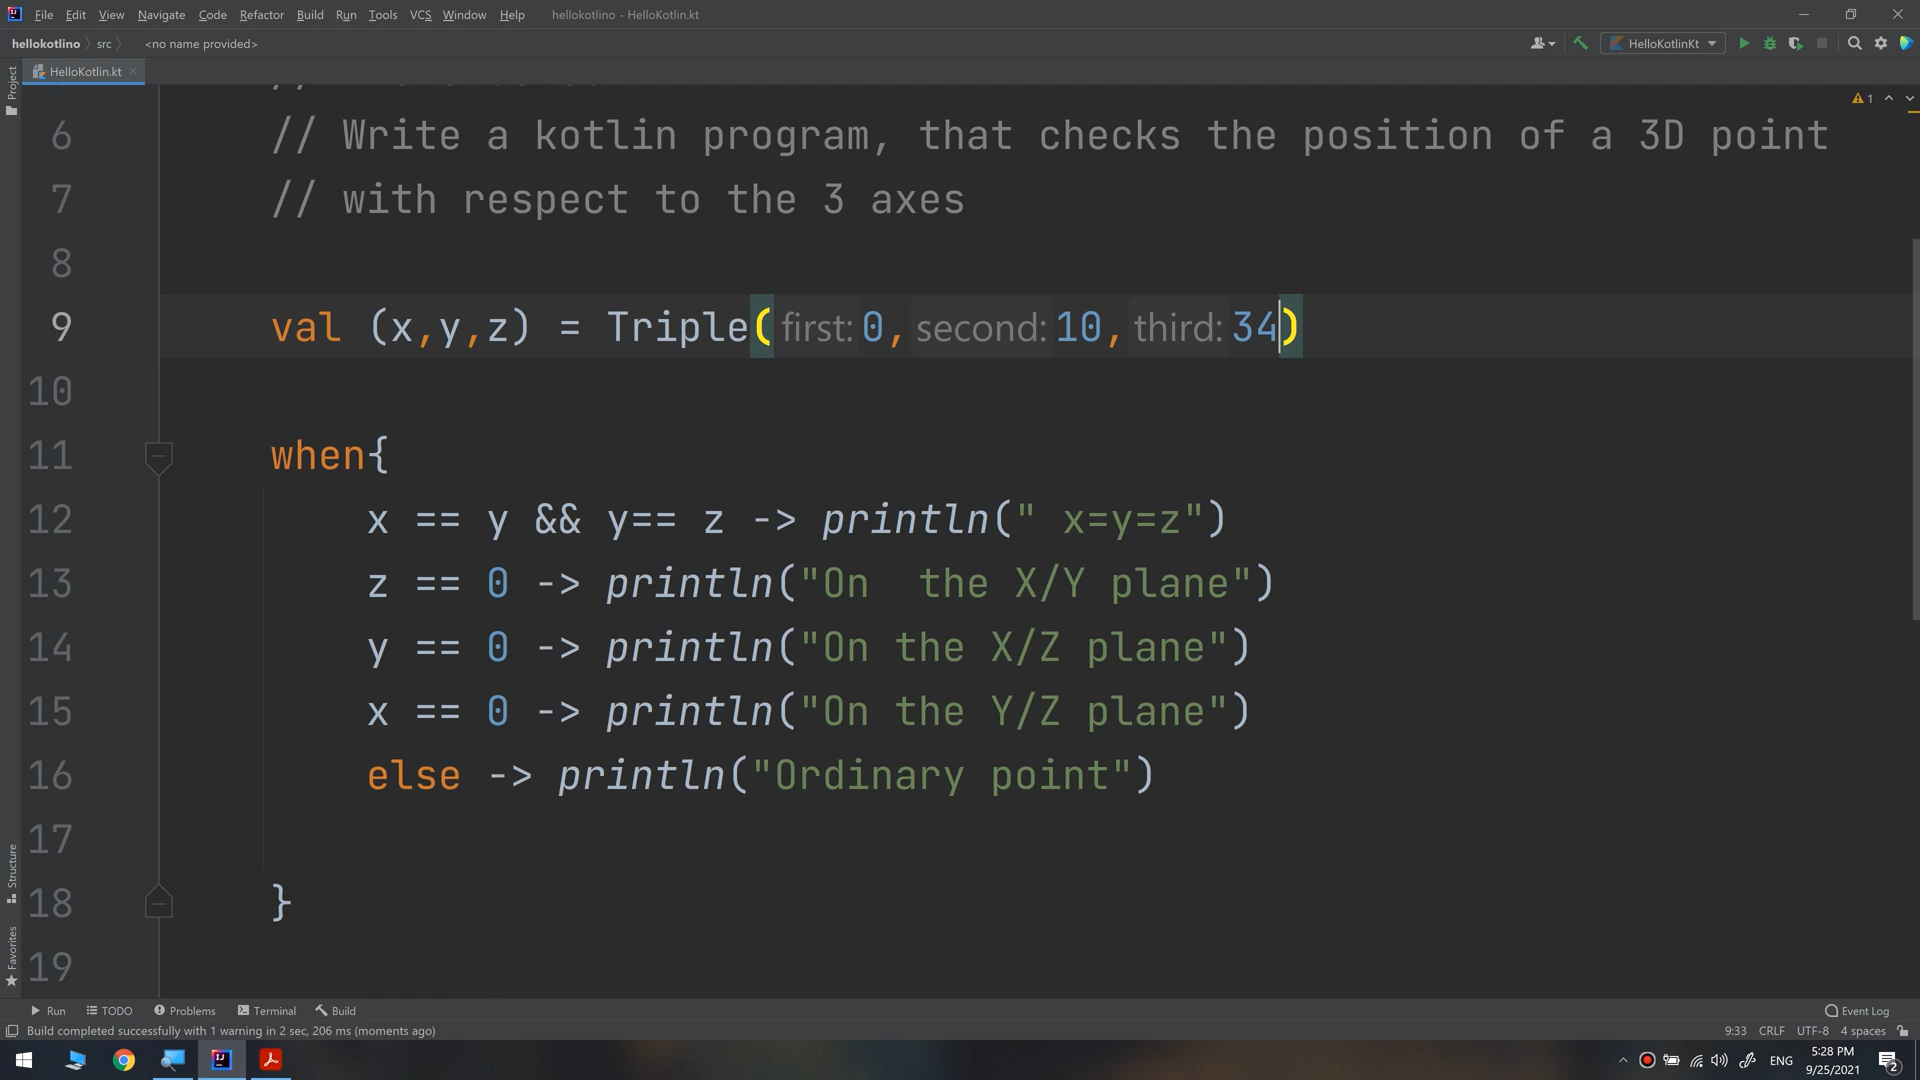 File Edit View Navigate Code Refactor Build Run Tools VCS Window Help hellokotlino - HelloKotlin.kt
hellokotlino src <no name provided> HelloKotlinKt
HelloKotlin.kt
Project
1
6 // Write a kotlin program, that checks the position of a 3D point
7 // with respect to the 3 axes
8
9 val (x,y,z) = Triple( first: 0, second: 10, third: 34)
10
11 when{
12 x == y && y== z -> println(" x=y=z")
13 z == 0 -> println("On  the X/Y plane")
14 y == 0 -> println("On the X/Z plane")
15 x == 0 -> println("On the Y/Z plane")
16 else -> println("Ordinary point")
17
18 }
19
Structure
Favorites
Run TODO Problems Terminal Build Event Log
Build completed successfully with 1 warning in 2 sec, 206 ms (moments ago) 9:33 CRLF UTF-8 4 spaces
ENG 5:28 PM 2
9/25/2021